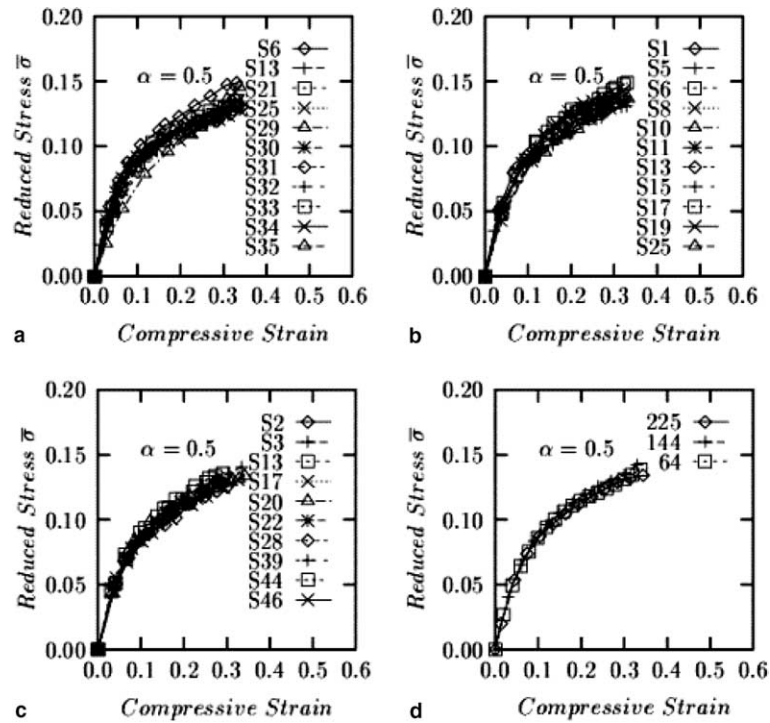 0.20
0.15
0.10
0.05
0.00
Reduced Stress σ̅
α = 0.5
S6
S13
S21
S25
S29
S30
S31
S32
S33
S34
S35
0.0 0.1 0.2 0.3 0.4 0.5 0.6
a
Compressive Strain
0.20
0.15
0.10
0.05
0.00
Reduced Stress σ̅
α = 0.5
S1
S5
S6
S8
S10
S11
S13
S15
S17
S19
S25
0.0 0.1 0.2 0.3 0.4 0.5 0.6
b
Compressive Strain
0.20
0.15
0.10
0.05
0.00
Reduced Stress σ̅
α = 0.5
S2
S3
S13
S17
S20
S22
S28
S39
S44
S46
0.0 0.1 0.2 0.3 0.4 0.5 0.6
c
Compressive Strain
0.20
0.15
0.10
0.05
0.00
Reduced Stress σ̅
α = 0.5
225
144
64
0.0 0.1 0.2 0.3 0.4 0.5 0.6
d
Compressive Strain